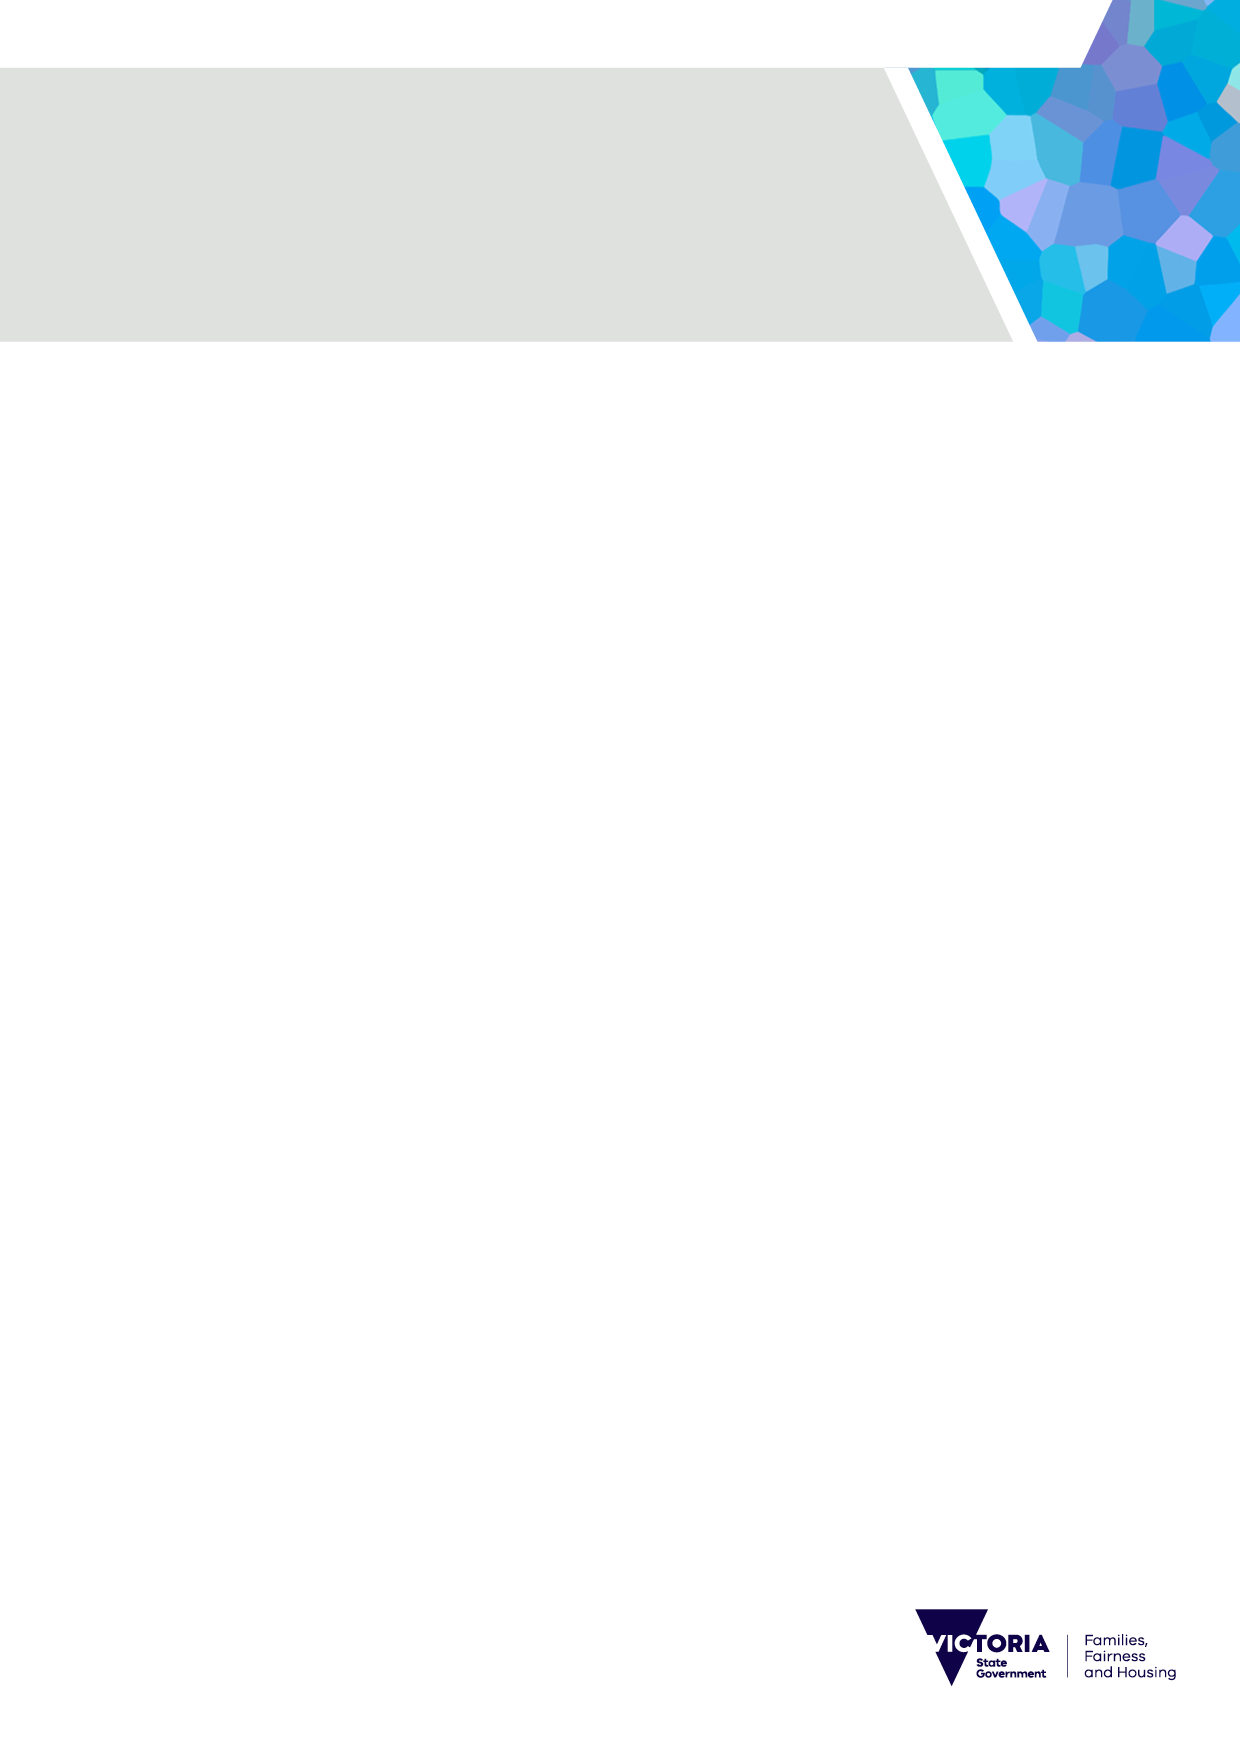 VICTORIA
State
Government
Families,
Fairness
and Housing